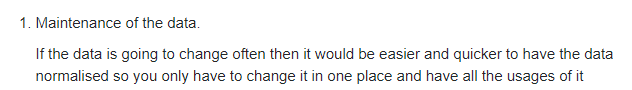 1. Maintenance of the data.
If the data is going to change often then it would be easier and quicker to have the data
normalised so you only have to change it in one place and have all the usages of it